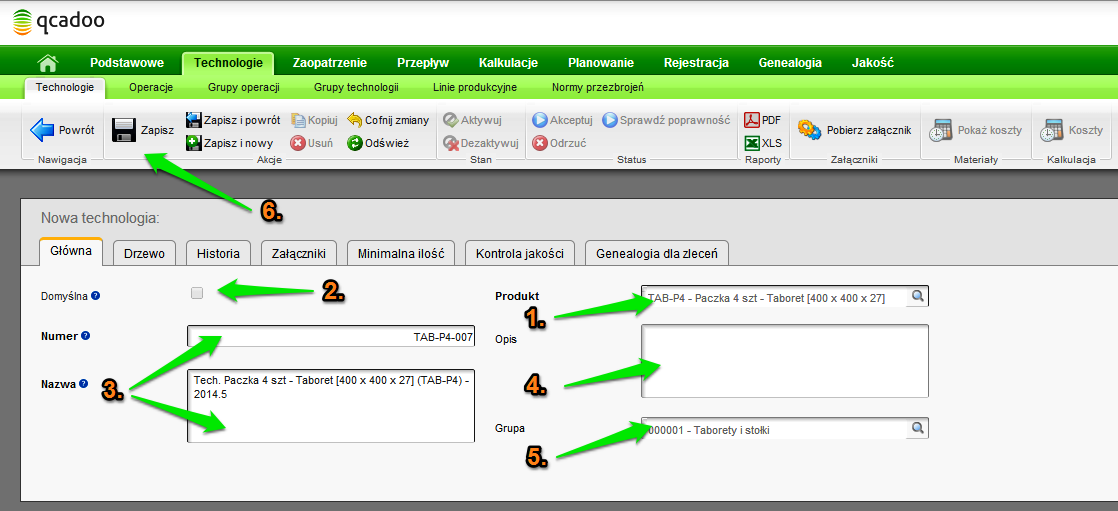 qcadoo
Podstawowe Technologie Zaopatrzenie Przepływ Kalkulacje Planowanie Rejestracja Genealogia Jakość
Technologie Operacje Grupy operacji Grupy technologii Linie produkcyjne Normy przezbrojeń
Powrót
Nawigacja
Zapisz
Zapisz i powrót Kopiuj Cofnij zmiany
Zapisz i nowy Usuń Odśwież
Akcje
Aktywuj
Dezaktywuj
Stan
Akceptuj Sprawdź poprawność
Odrzuć
Status
PDF
XLS
Raporty
Pobierz załącznik
Załączniki
Pokaż koszty
Materiały
Koszty
Kalkulacja
6.
Nowa technologia:
Główna Drzewo Historia Załączniki Minimalna ilość Kontrola jakości Genealogia dla zleceń
Domyślna ?
2.
Numer ? TAB-P4-007
Nazwa ? Tech. Paczka 4 szt - Taboret [400 x 400 x 27] (TAB-P4) -
2014.5
3.
Produkt TAB-P4 - Paczka 4 szt - Taboret [400 x 400 x 27]
1.
Opis
4.
Grupa 000001 - Taborety i stołki
5.